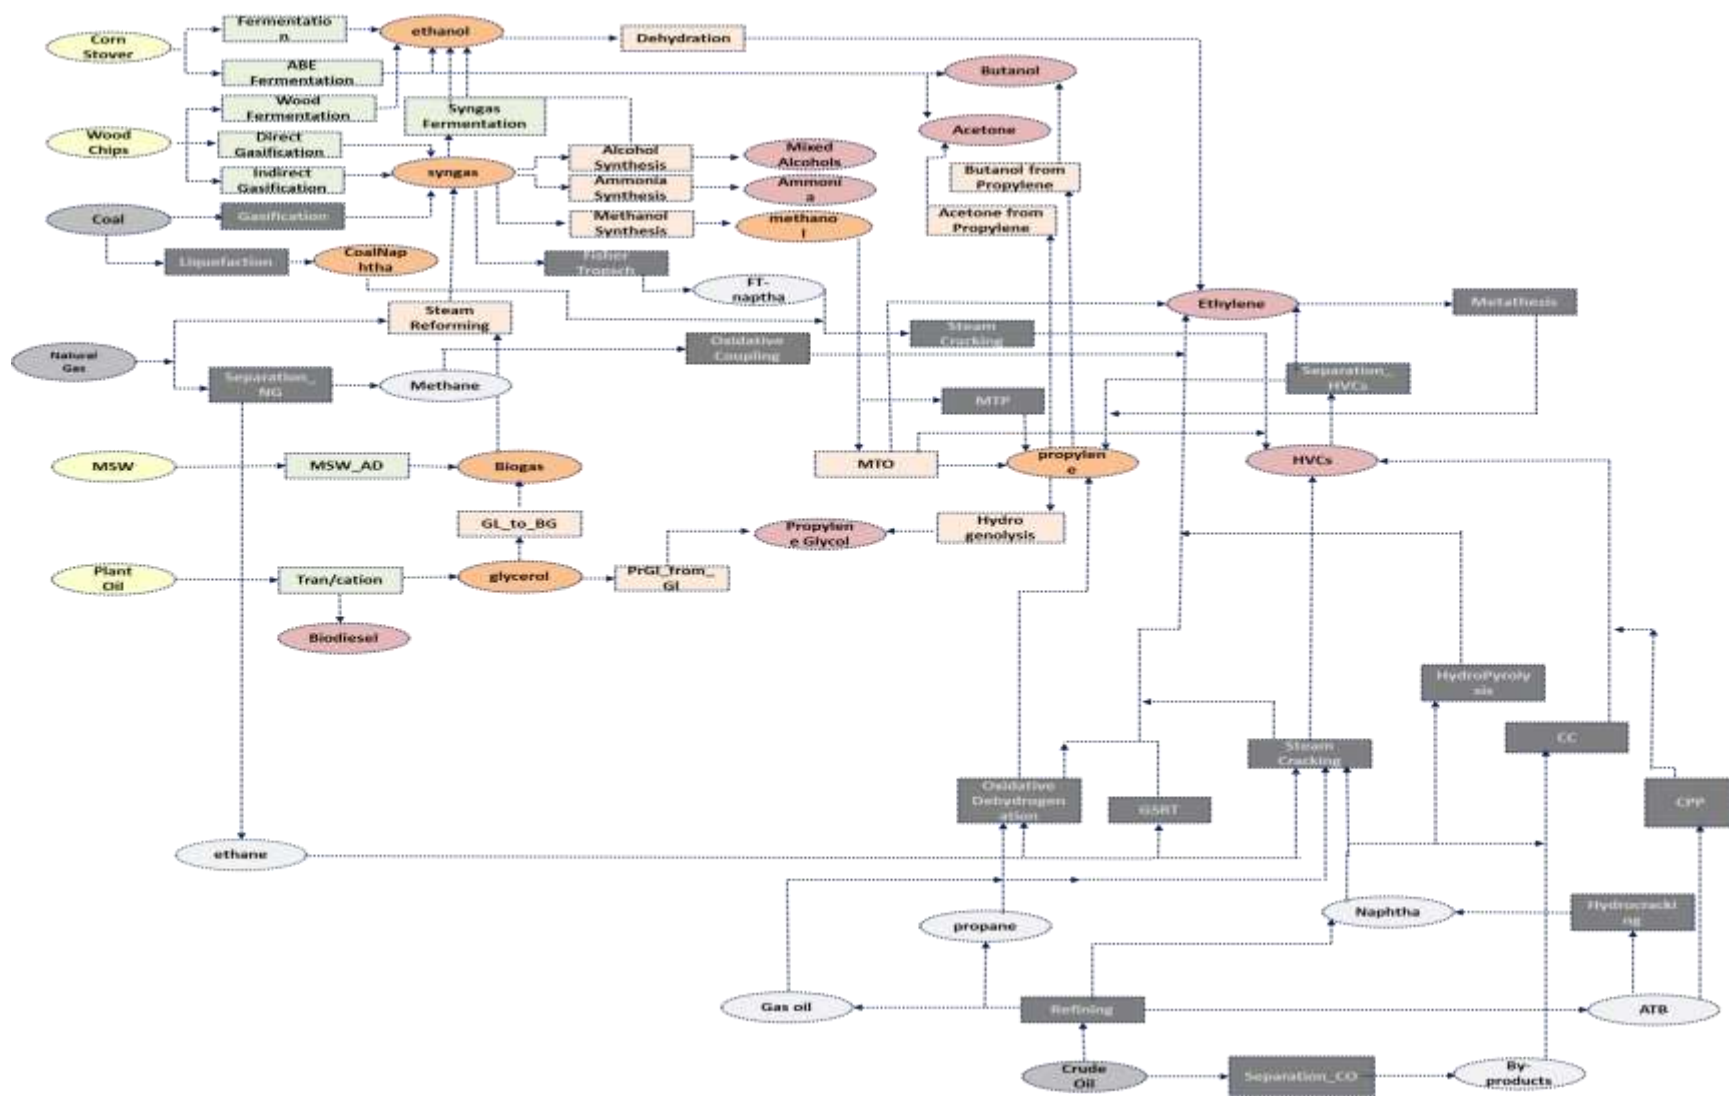 Fermentatio
n
ethanol
Dehydration
Corn
Stover
ABE
Fermentation
Butanol
Wood
Fermentation
Syngas
Fermentation
Acetone
Wood
Chips
Direct
Gasification
Alcohol
Synthesis
Mixed
Alcohols
syngas
Indirect
Gasification
Ammonia
Synthesis
Ammoni
a
Butanol from
Propylene
Coal
Gasification
Methanol
Synthesis
methano
l
Acetone from
Propylene
Liquefaction
CoalNap
htha
Fisher
Tropsch
FT-
naptha
Ethylene
Metathesis
Steam
Reforming
Steam
Cracking
Natural
Gas
Oxidative
Coupling
Separation_
NG
Methane
Separation_
HVCs
MTP
MSW
MSW_AD
Biogas
MTO
propylen
e
HVCs
GL_to_BG
Propylen
e Glycol
Hydro
genolysis
Plant
Oil
Tran/cation
glycerol
PrGl_from_
Gl
Biodiesel
HydroPyroly
sis
CC
Steam
Cracking
Oxidative
Dehydrogen
ation
GSRT
CPP
ethane
propane
Naphtha
Hydrocracki
ng
Gas oil
Refining
ATB
Crude
Oil
Separation_CO
By-
products